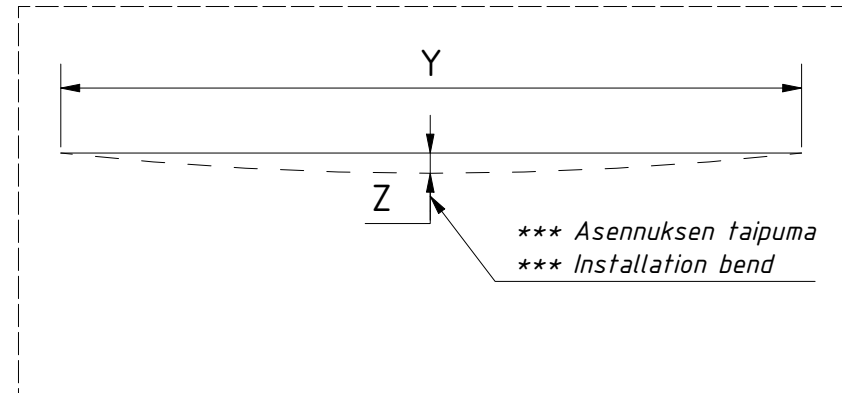 Y
Z
*** Asennuksen taipuma
*** Installation bend